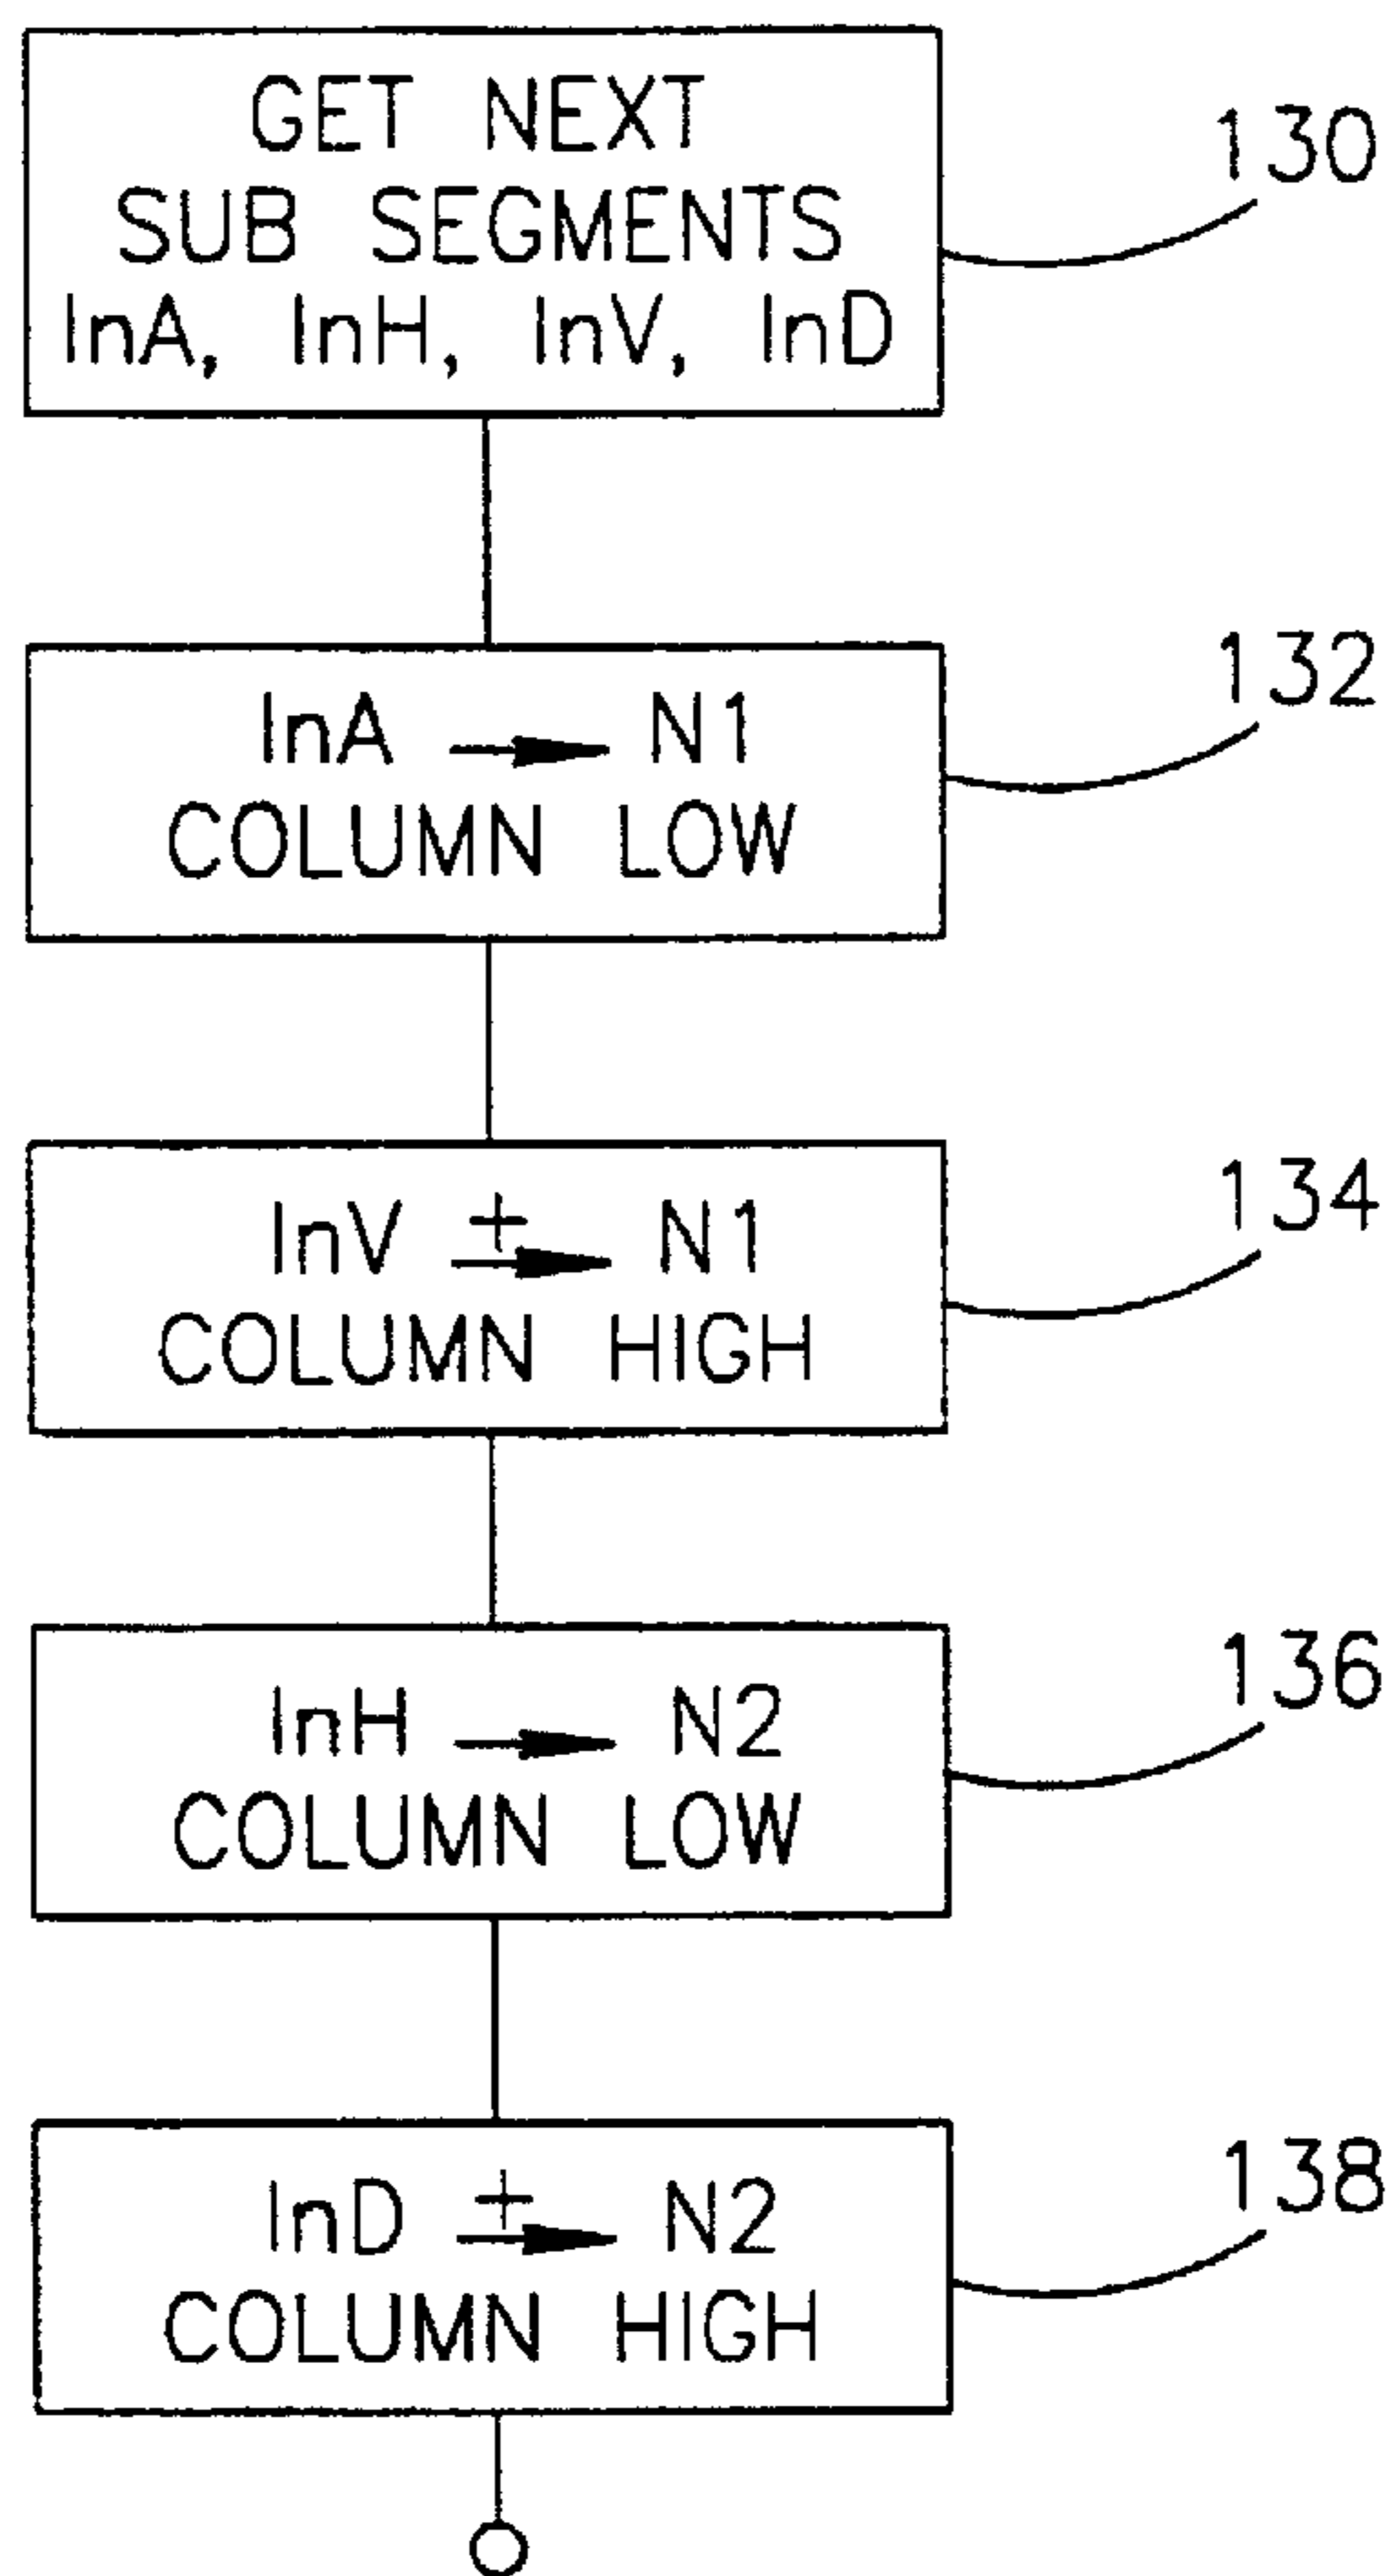 GET NEXT
SUB SEGMENTS
InA, InH, InV, InD
130
InA → N1
COLUMN LOW
132
InV +→ N1
COLUMN HIGH
134
InH → N2
COLUMN LOW
136
InD +→ N2
COLUMN HIGH
138